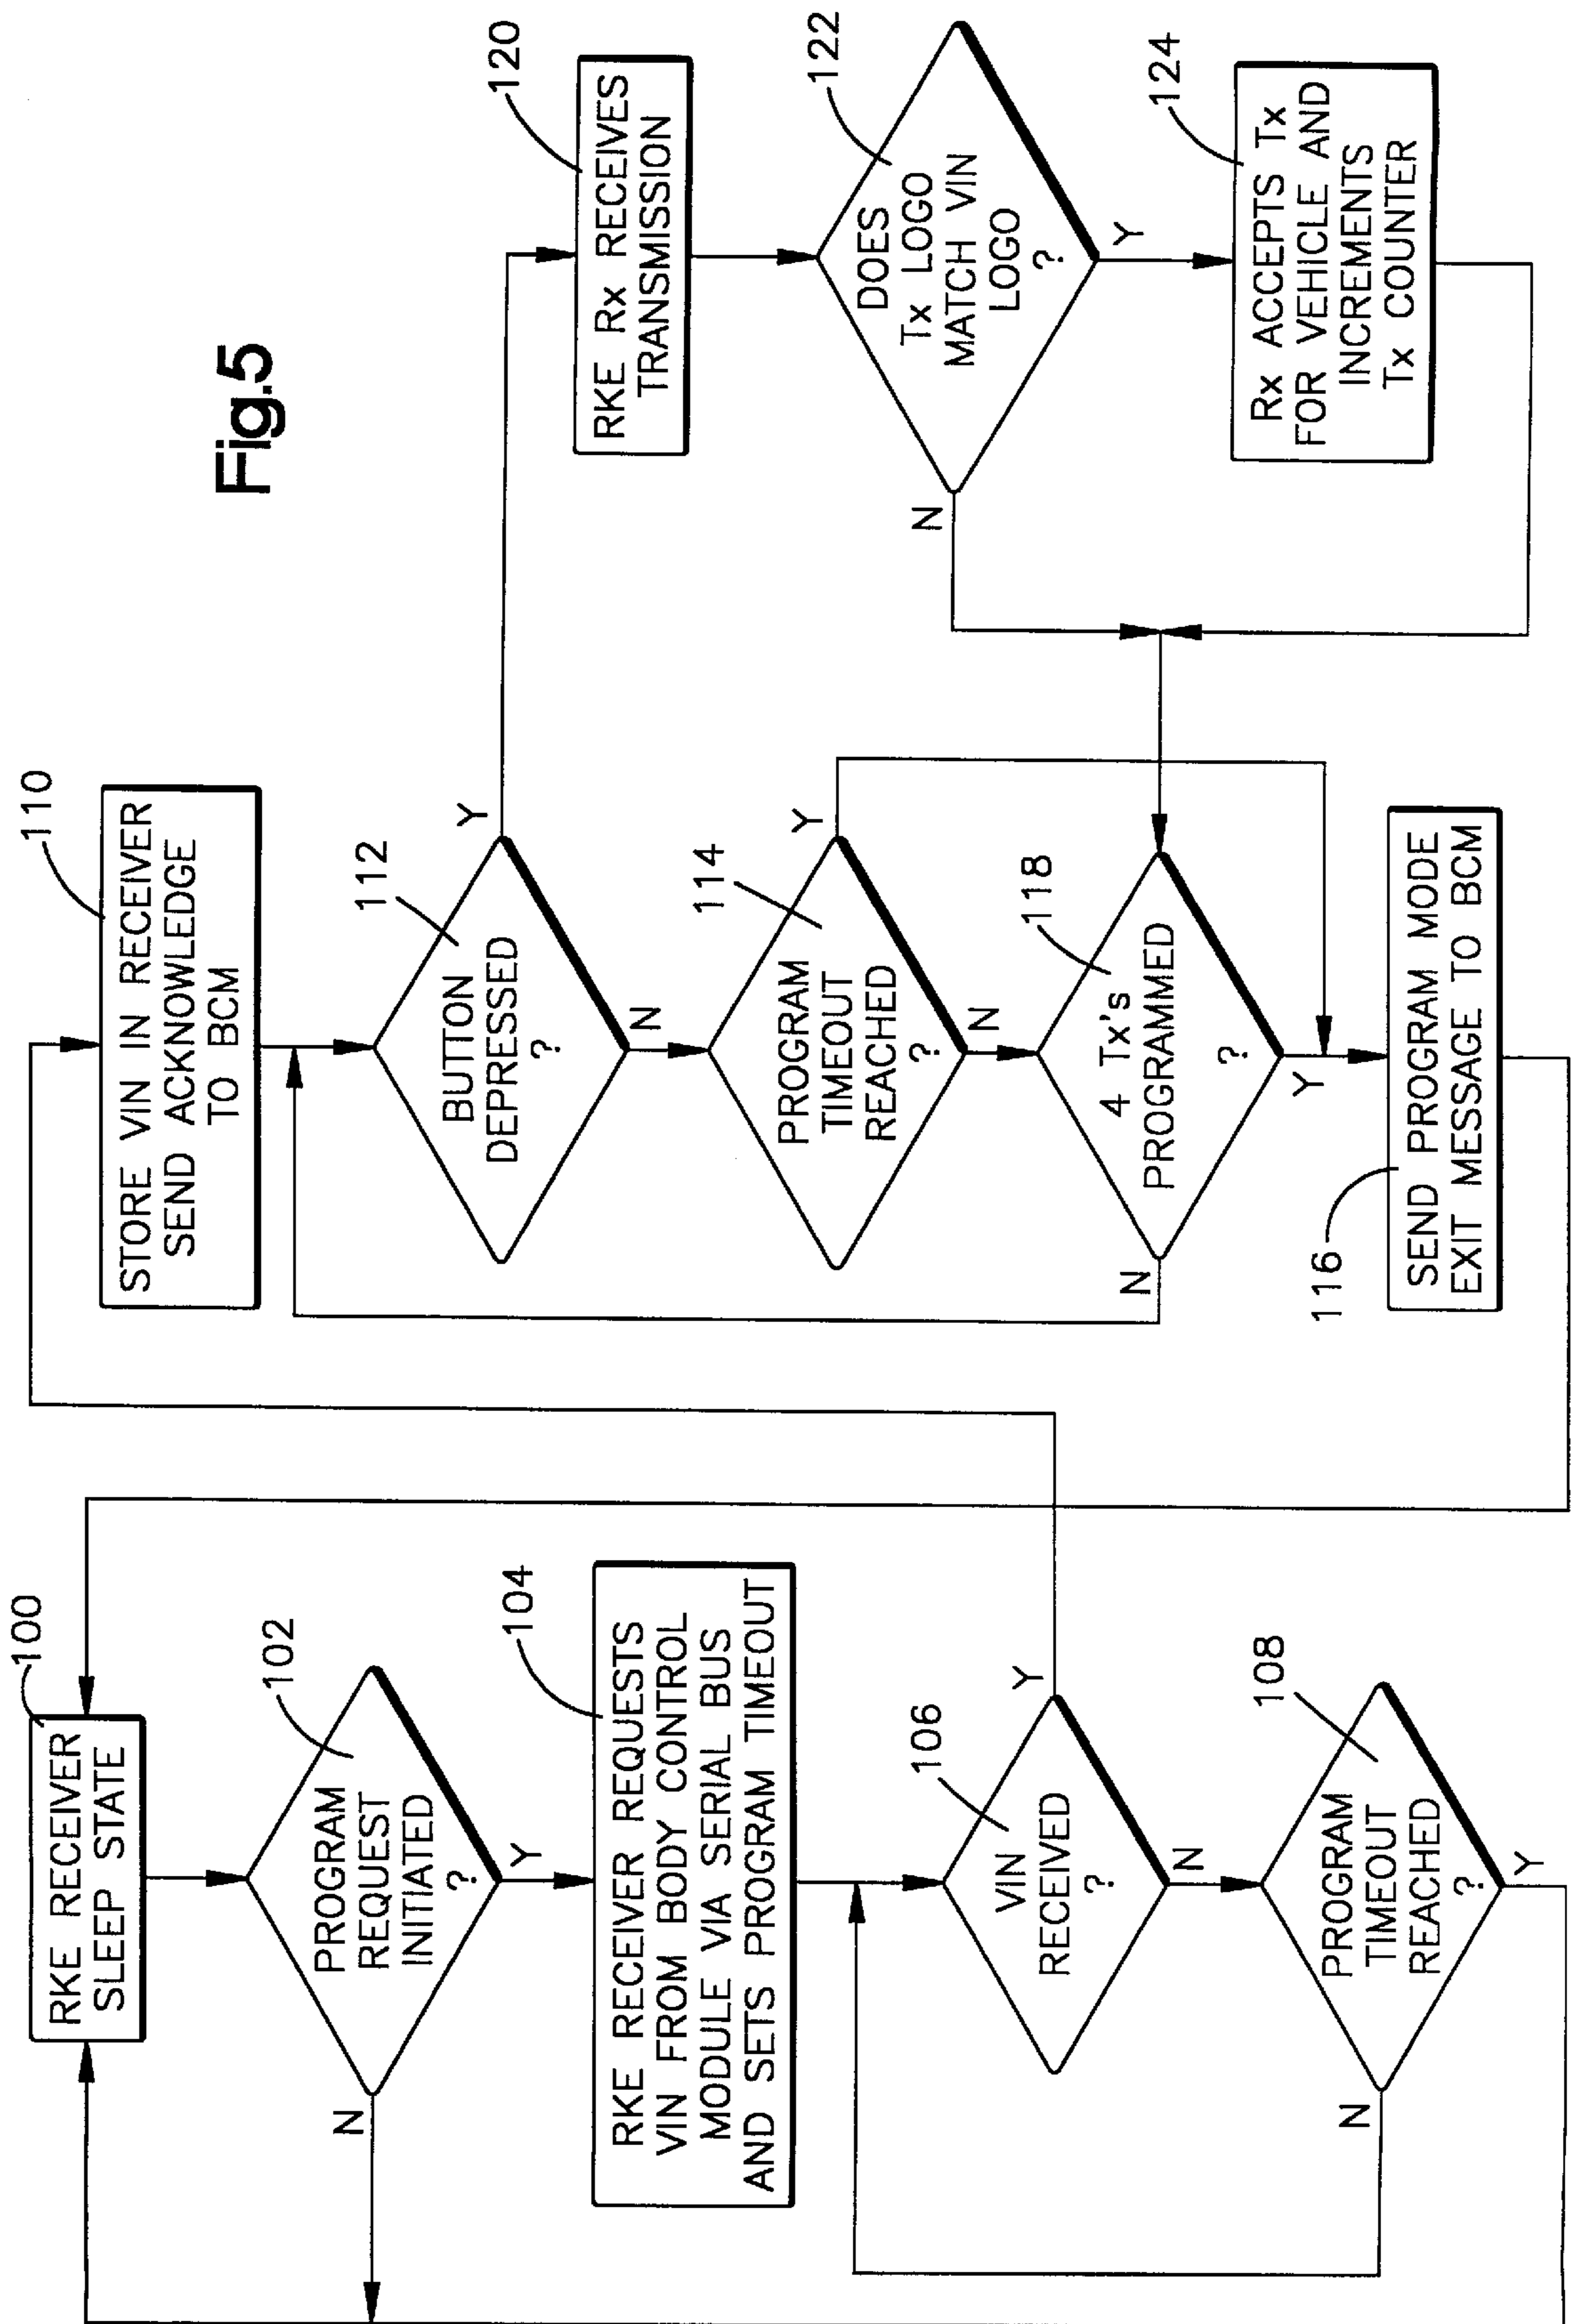 Fig.5
100
RKE RECEIVER
SLEEP STATE
102
PROGRAM
REQUEST
INITIATED
?
N
Y
104
RKE RECEIVER REQUESTS
VIN FROM BODY CONTROL
MODULE VIA SERIAL BUS
AND SETS PROGRAM TIMEOUT
106
VIN
RECEIVED
?
Y
N
108
PROGRAM
TIMEOUT
REACHED
?
N
Y
110
STORE VIN IN RECEIVER
SEND ACKNOWLEDGE
TO BCM
112
BUTTON
DEPRESSED
?
Y
N
114
PROGRAM
TIMEOUT
REACHED
?
Y
N
118
4 Tx's
PROGRAMMED
?
N
Y
116
SEND PROGRAM MODE
EXIT MESSAGE TO BCM
120
RKE Rx RECEIVES
TRANSMISSION
122
DOES
Tx LOGO
MATCH VIN
LOGO
?
N
Y
124
Rx ACCEPTS Tx
FOR VEHICLE AND
INCREMENTS
Tx COUNTER